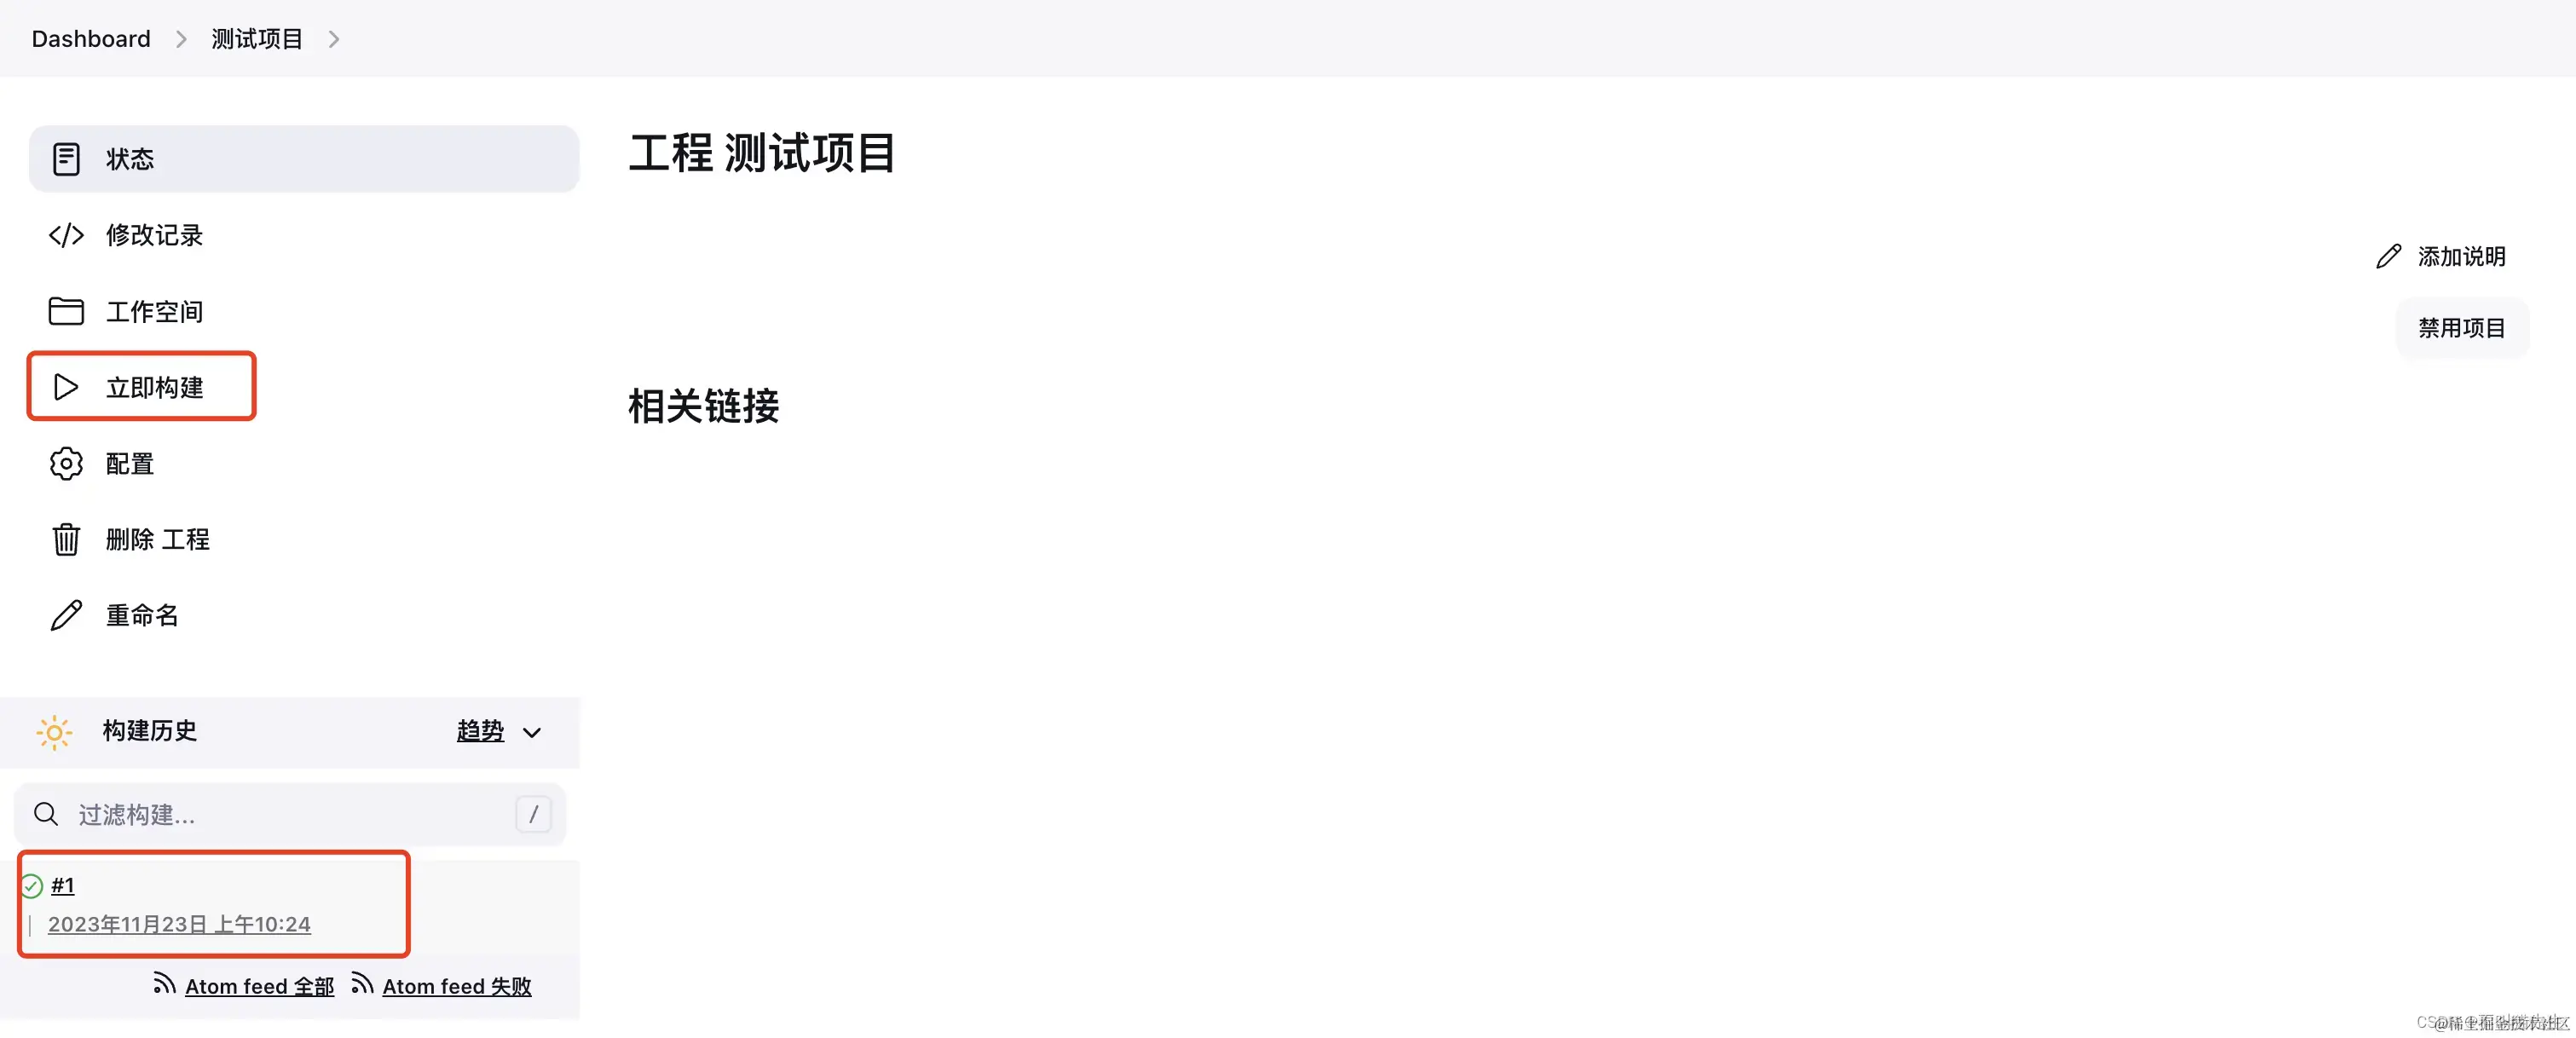 Dashboard 测试项目
状态
修改记录
工作空间
立即构建
配置
删除 工程
重命名
构建历史 趋势
过滤构建... /
#1
2023年11月23日 上午10:24
Atom feed 全部 Atom feed 失败
工程 测试项目
添加说明
禁用项目
相关链接
@稀土掘金技术社区